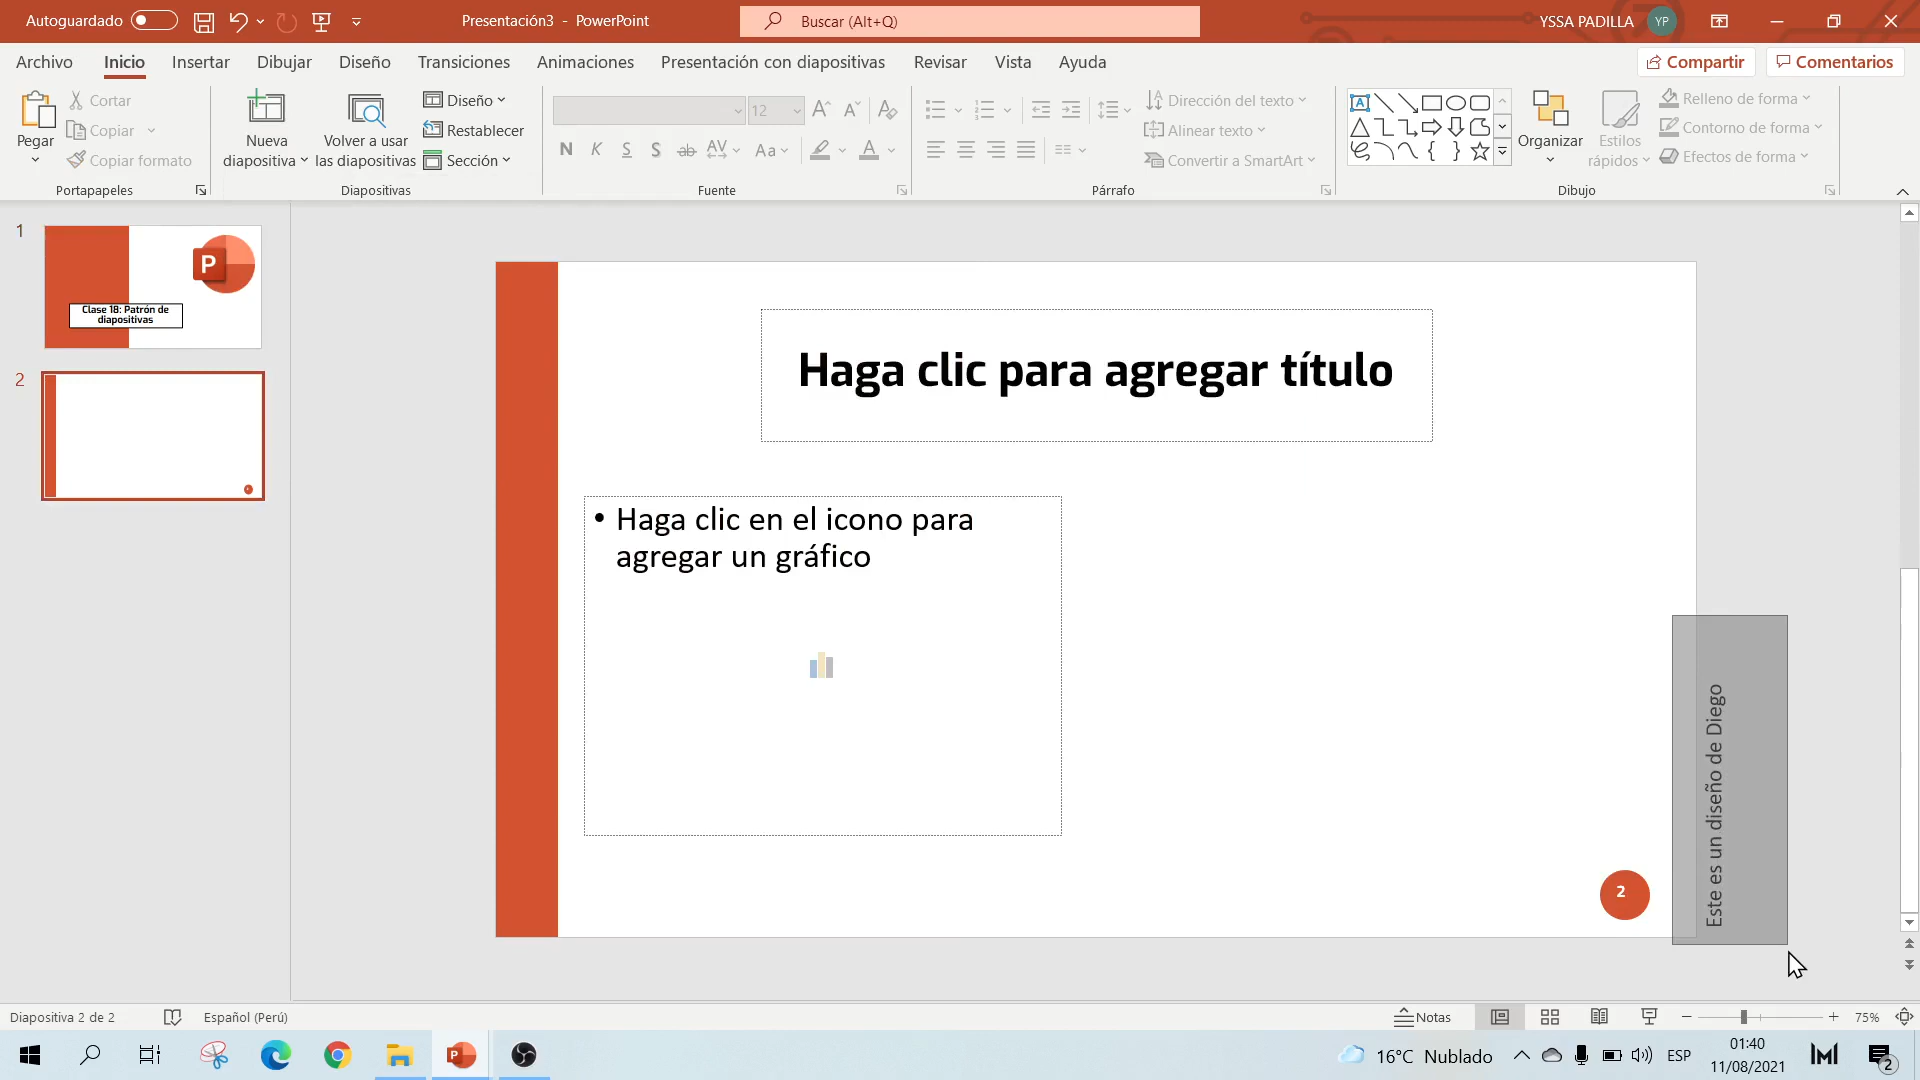 Autoguardado
Presentación3 - PowerPoint
Buscar (Alt+Q)
YSSA PADILLA
YP
Archivo
Inicio
Insertar
Dibujar
Diseño
Transiciones
Animaciones
Presentación con diapositivas
Revisar
Vista
Ayuda
Compartir
Comentarios
Pegar
Cortar
Copiar
Copiar formato
Portapapeles
Nueva
diapositiva
Volver a usar
las diapositivas
Diseño
Restablecer
Sección
Diapositivas
12
N K S S ab AV Aa A
Fuente
Dirección del texto
Alinear texto
Convertir a SmartArt
Párrafo
Organizar
Estilos
rápidos
Relleno de forma
Contorno de forma
Efectos de forma
Dibujo
1
P
Clase 18: Patrón de
diapositivas
2
Haga clic para agregar título
• Haga clic en el icono para
agregar un gráfico
Este es un diseño de Diego
2
Diapositiva 2 de 2
Español (Perú)
Notas
75%
16°C Nublado
ESP
01:40
11/08/2021
2